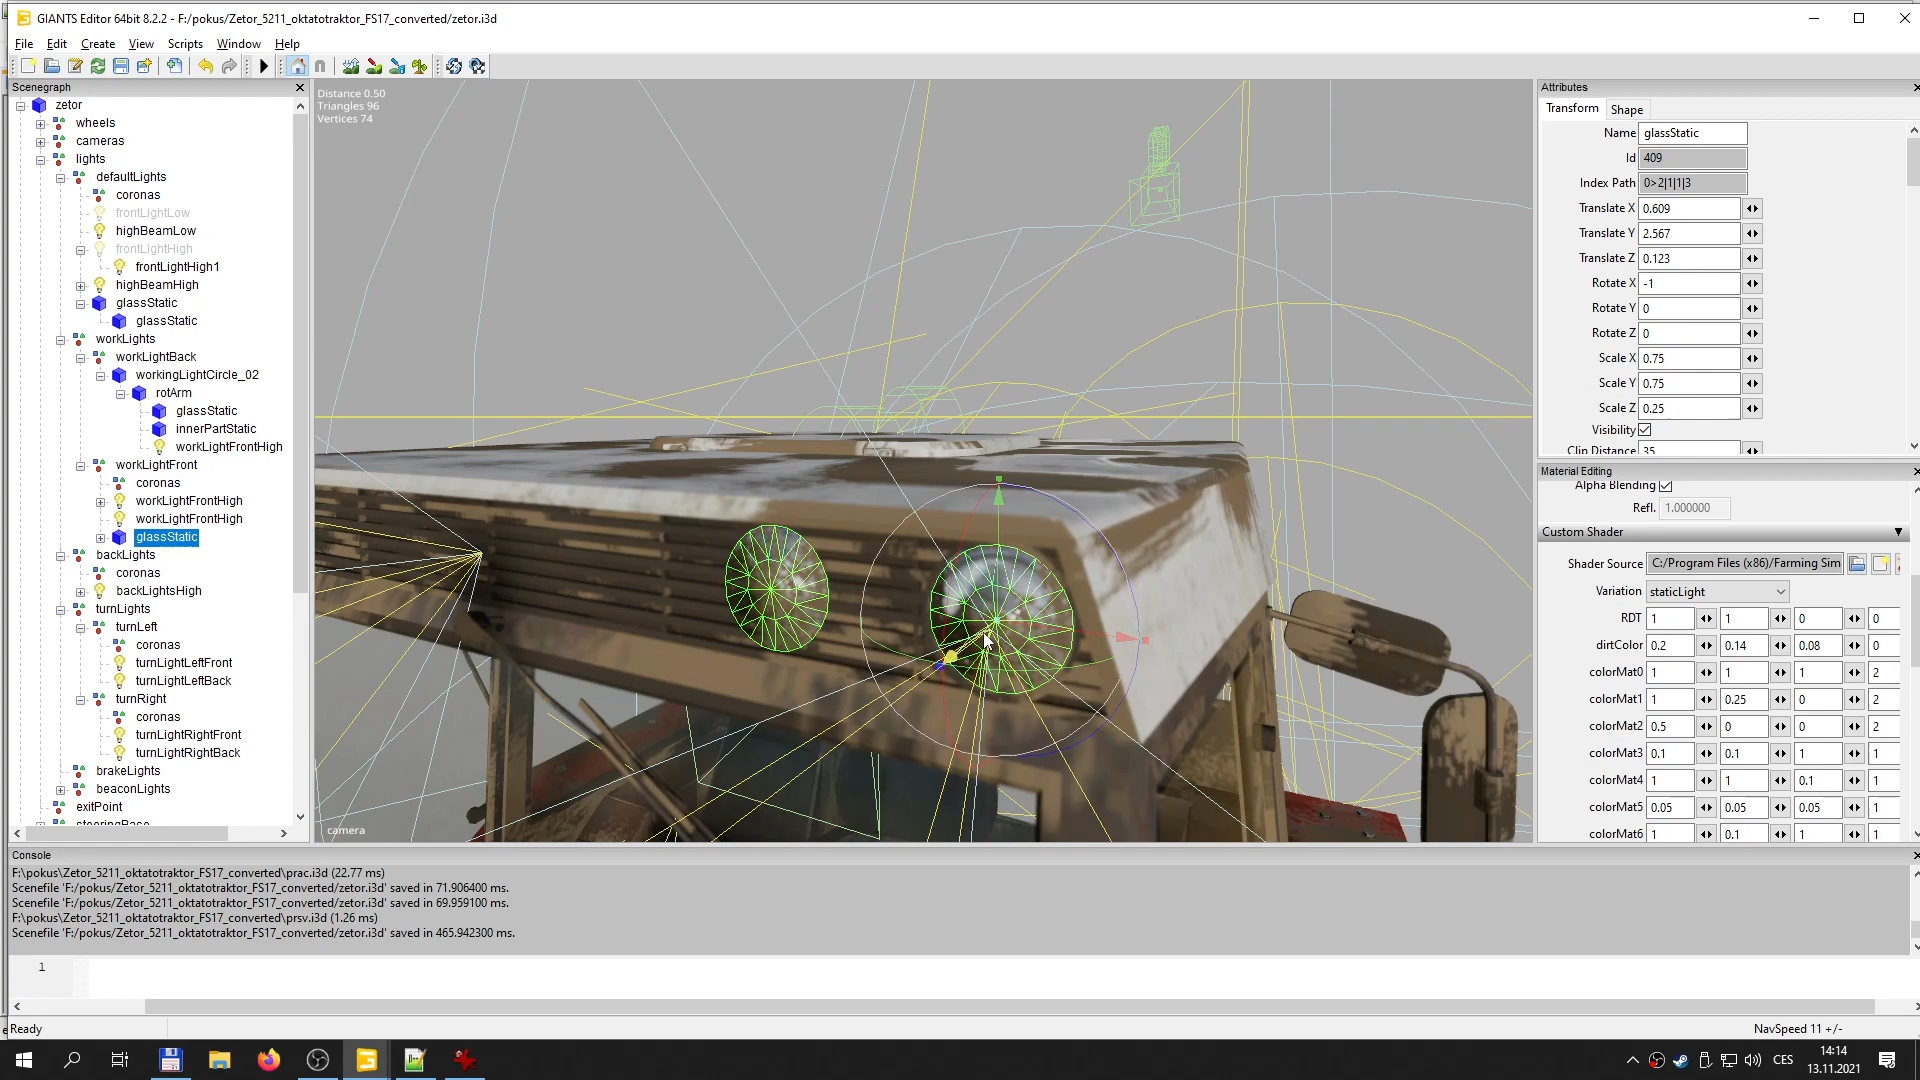 GIANTS Editor 64bit 8.2.2 - F:/pokus/Zetor_5211_oktatotraktor_FS17_converted/zetor.i3d
File Edit Create View Scripts Window Help
Scenegraph
zetor
wheels
cameras
lights
defaultLights
coronas
frontLightLow
highBeamLow
frontLightHigh
frontLightHigh1
highBeamHigh
glassStatic
glassStatic
workLights
workLightBack
workingLightCircle_02
rotArm
glassStatic
innerPartStatic
workLightFrontHigh
workLightFront
coronas
workLightFrontHigh
workLightFrontHigh
glassStatic
backLights
coronas
backLightsHigh
turnLights
turnLeft
coronas
turnLightLeftFront
turnLightLeftBack
turnRight
coronas
turnLightRightFront
turnLightRightBack
brakeLights
beaconLights
exitPoint
steeringBase
Distance 0.50
Triangles 96
Vertices 74
camera
Attributes
Transform Shape
Name glassStatic
Id 409
Index Path 0>2|1|1|3
Translate X 0.609
Translate Y 2.567
Translate Z 0.123
Rotate X -1
Rotate Y 0
Rotate Z 0
Scale X 0.75
Scale Y 0.75
Scale Z 0.25
Visibility
Clip Distance 35
Material Editing
Alpha Blending
Refl. 1.000000
Custom Shader
Shader Source C:/Program Files (x86)/Farming Sim
Variation staticLight
RDT 1 1 0 0
dirtColor 0.2 0.14 0.08 0
colorMat0 1 1 1 2
colorMat1 1 0.25 0 2
colorMat2 0.5 0 0 2
colorMat3 0.1 0.1 1 1
colorMat4 1 1 0.1 1
colorMat5 0.05 0.05 0.05 1
colorMat6 1 0.1 1 1
Console
F:\pokus\Zetor_5211_oktatotraktor_FS17_converted\prac.i3d (22.77 ms)
Scenefile 'F:/pokus/Zetor_5211_oktatotraktor_FS17_converted/zetor.i3d' saved in 71.906400 ms.
Scenefile 'F:/pokus/Zetor_5211_oktatotraktor_FS17_converted/zetor.i3d' saved in 69.959100 ms.
F:\pokus\Zetor_5211_oktatotraktor_FS17_converted\prsv.i3d (1.26 ms)
Scenefile 'F:/pokus/Zetor_5211_oktatotraktor_FS17_converted/zetor.i3d' saved in 465.942300 ms.
1
Ready
NavSpeed 11 +/-
CES
14:14
13.11.2021